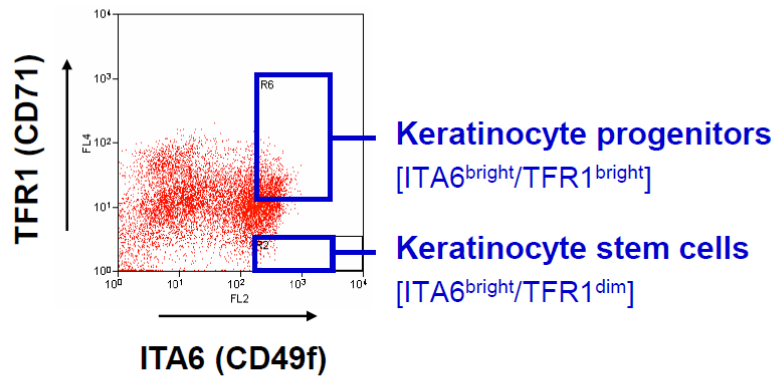 10⁴
10³
10²
10¹
10⁰
TFR1 (CD71)
FL4
R6
R2
Keratinocyte progenitors
[ITA6ᵇʳⁱᵍʰᵗ/TFR1ᵇʳⁱᵍʰᵗ]
Keratinocyte stem cells
[ITA6ᵇʳⁱᵍʰᵗ/TFR1ᵈⁱᵐ]
10⁰ 10¹ 10² 10³ 10⁴
FL2
ITA6 (CD49f)